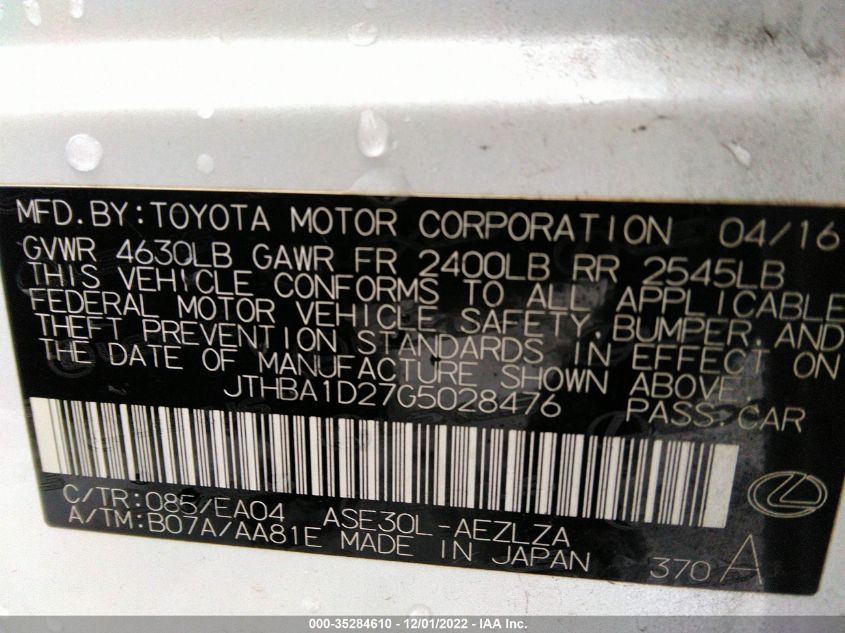 MFD.BY:TOYOTA MOTOR CORPORATION 04/16
GVWR 4630LB GAWR FR 2400LB RR 2545LB
THIS VEHICLE CONFORMS TO ALL APPLICABLE
FEDERAL MOTOR VEHICLE SAFETY,BUMPER,AND
THEFT PREVENTION STANDARDS IN EFFECT ON
THE DATE OF MANUFACTURE SHOWN ABOVE.
JTHBA1D27G5028476 PASS.CAR
C/TR:085/EA04 ASE30L-AEZLZA
A/TM:B07A/AA81E MADE IN JAPAN 370 A
000-35284610 - 12/01/2022 - IAA Inc.